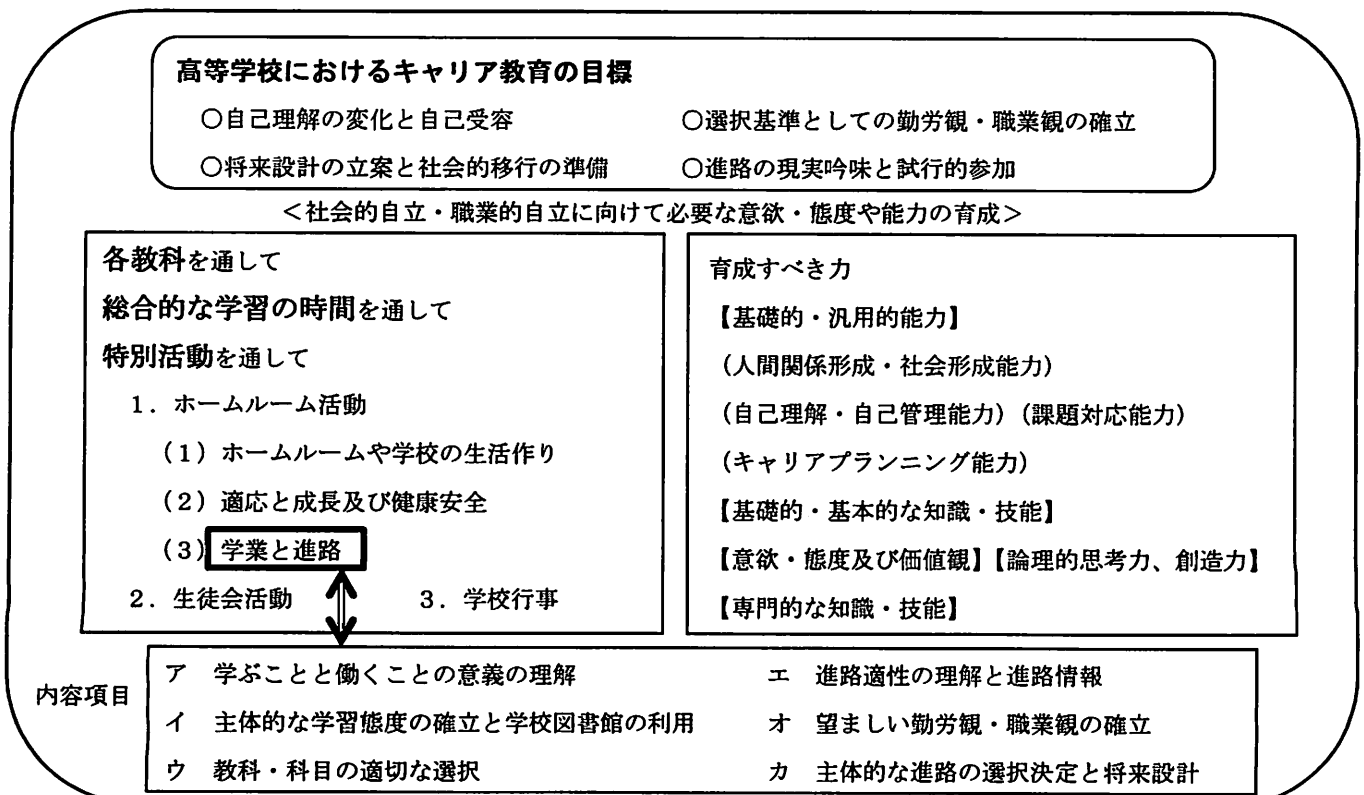 高等学校におけるキャリア教育の目標
○自己理解の変化と自己受容
○選択基準としての勤労観・職業観の確立
○将来設計の立案と社会的移行の準備
○進路の現実吟味と試行的参加
<社会的自立・職業的自立に向けて必要な意欲・態度や能力の育成>
各教科を通して
総合的な学習の時間を通して
特別活動を通して
1．ホームルーム活動
（1）ホームルームや学校の生活作り
（2）適応と成長及び健康安全
（3）学業と進路
2．生徒会活動
3．学校行事
育成すべき力
【基礎的・汎用的能力】
（人間関係形成・社会形成能力）
（自己理解・自己管理能力）（課題対応能力）
（キャリアプランニング能力）
【基礎的・基本的な知識・技能】
【意欲・態度及び価値観】【論理的思考力、創造力】
【専門的な知識・技能】
内容項目
ア 学ぶことと働くことの意義の理解
イ 主体的な学習態度の確立と学校図書館の利用
ウ 教科・科目の適切な選択
エ 進路適性の理解と進路情報
オ 望ましい勤労観・職業観の確立
カ 主体的な進路の選択決定と将来設計